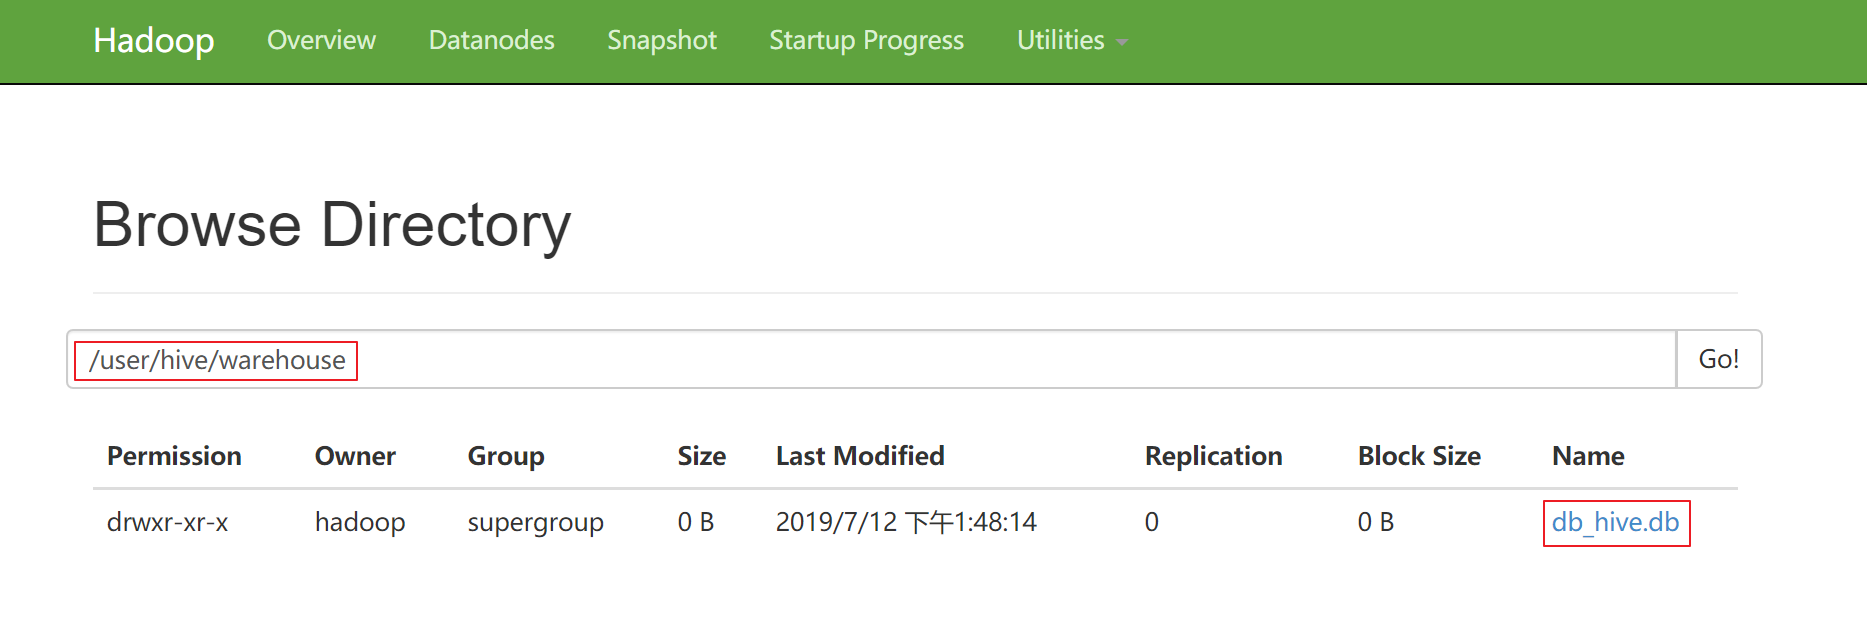 Hadoop Overview Datanodes Snapshot Startup Progress Utilities
Browse Directory
/user/hive/warehouse Go!
Permission Owner Group Size Last Modified Replication Block Size Name
drwxr-xr-x hadoop supergroup 0 B 2019/7/12 下午1:48:14 0 0 B db_hive.db